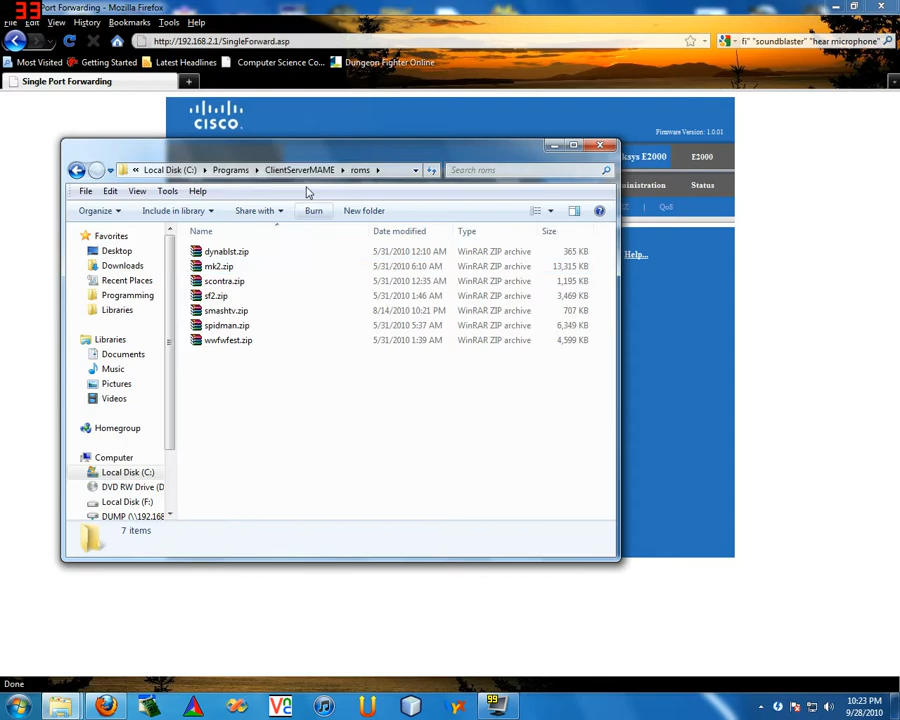 33
Port Forwarding - Mozilla Firefox
File Edit View History Bookmarks Tools Help
http://192.168.2.1/SingleForward.asp
fi" "soundblaster" "hear microphone"
Most Visited Getting Started Latest Headlines Computer Science Co... Dungeon Fighter Online
Single Port Forwarding
CISCO.
Firmware Version: 1.0.01
ksys E2000 E2000
ministration Status
QoS
Help...
Local Disk (C:) Programs ClientServerMAME roms
Search roms
File Edit View Tools Help
Organize Include in library Share with Burn New folder
Name Date modified Type Size
dynablst.zip 5/31/2010 12:10 AM WinRAR ZIP archive 365 KB
mk2.zip 5/31/2010 6:10 AM WinRAR ZIP archive 13,315 KB
scontra.zip 5/31/2010 12:35 AM WinRAR ZIP archive 1,195 KB
sf2.zip 5/31/2010 1:46 AM WinRAR ZIP archive 3,469 KB
smashtv.zip 8/14/2010 10:21 PM WinRAR ZIP archive 707 KB
spidman.zip 5/31/2010 5:37 AM WinRAR ZIP archive 6,349 KB
wwfwfest.zip 5/31/2010 1:39 AM WinRAR ZIP archive 4,599 KB
Favorites
Desktop
Downloads
Recent Places
Programming
Libraries
Libraries
Documents
Music
Pictures
Videos
Homegroup
Computer
Local Disk (C:)
DVD RW Drive (D
Local Disk (F:)
DUMP (\\192.168
7 items
Done
99
10:23 PM
9/28/2010